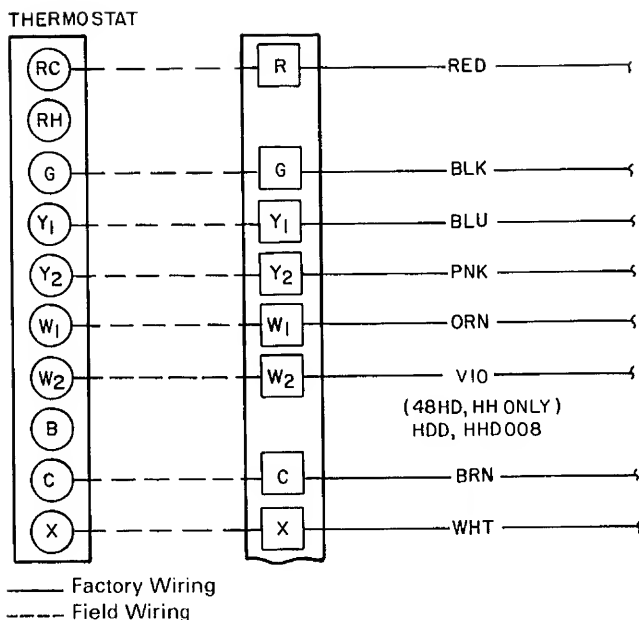 THERMOSTAT
RC R RED
RH
G G BLK
Y1 Y1 BLU
Y2 Y2 PNK
W1 W1 ORN
W2 W2 VIO
(48HD, HH ONLY)
HDD, HHD008
B
C C BRN
X X WHT
Factory Wiring
Field Wiring